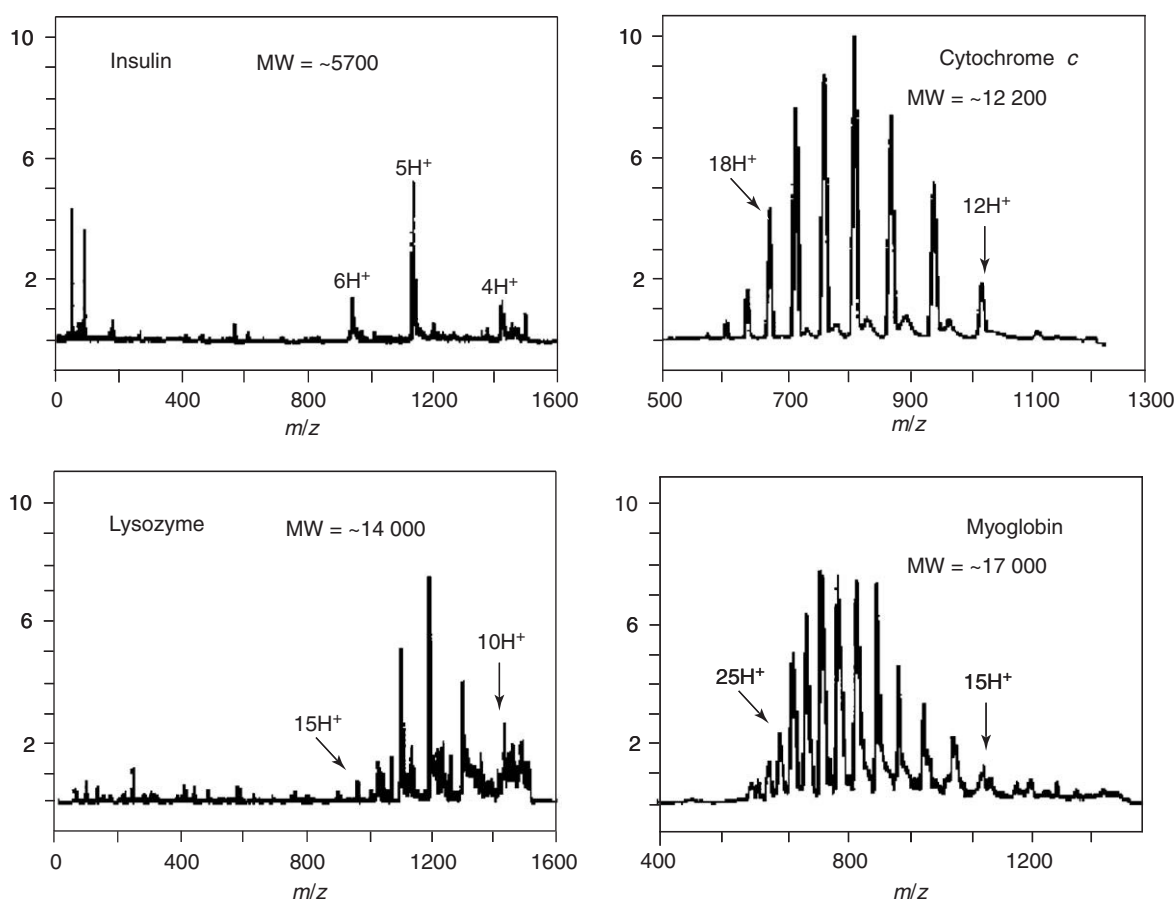 Insulin MW = ~5700
10
6
2
5H⁺
6H⁺
4H⁺
0 400 800 1200 1600
m/z
Cytochrome c
MW = ~12 200
10
6
2
18H⁺
12H⁺
500 700 900 1100 1300
m/z
Lysozyme MW = ~14 000
10
6
2
10H⁺
15H⁺
0 400 800 1200 1600
m/z
Myoglobin
MW = ~17 000
10
6
2
25H⁺
15H⁺
400 800 1200
m/z